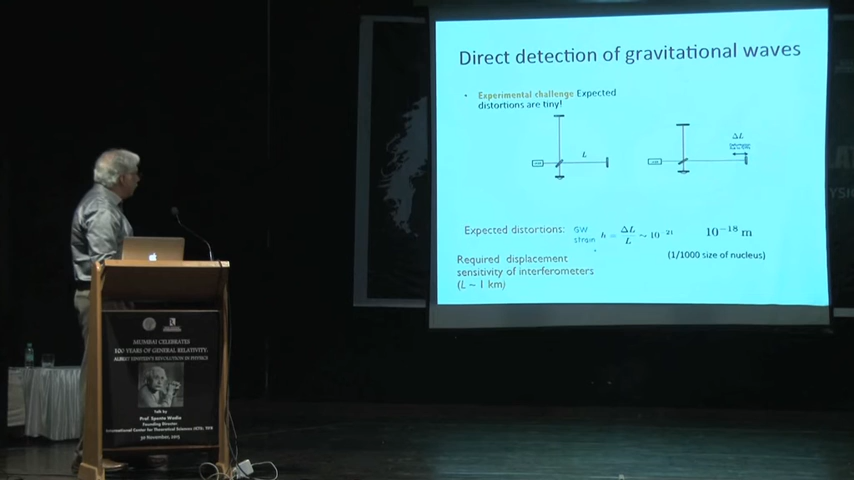 Direct detection of gravitational waves
• Experimental challenge Expected
distortions are tiny!
L
ΔL
Expected distortions: GW strain h = ΔL/L ~ 10⁻²¹ 10⁻¹⁸ m
(1/1000 size of nucleus)
Required displacement
sensitivity of interferometers
(L ~ 1 km)
MUMBAI CELEBRATES
100 YEARS OF GENERAL RELATIVITY:
ALBERT EINSTEIN'S REVOLUTION IN PHYSICS
Talk by
Prof Spenta Wadia
Founding Director
International Center for Theoretical Sciences ICTS, TIFR
30 November, 2015